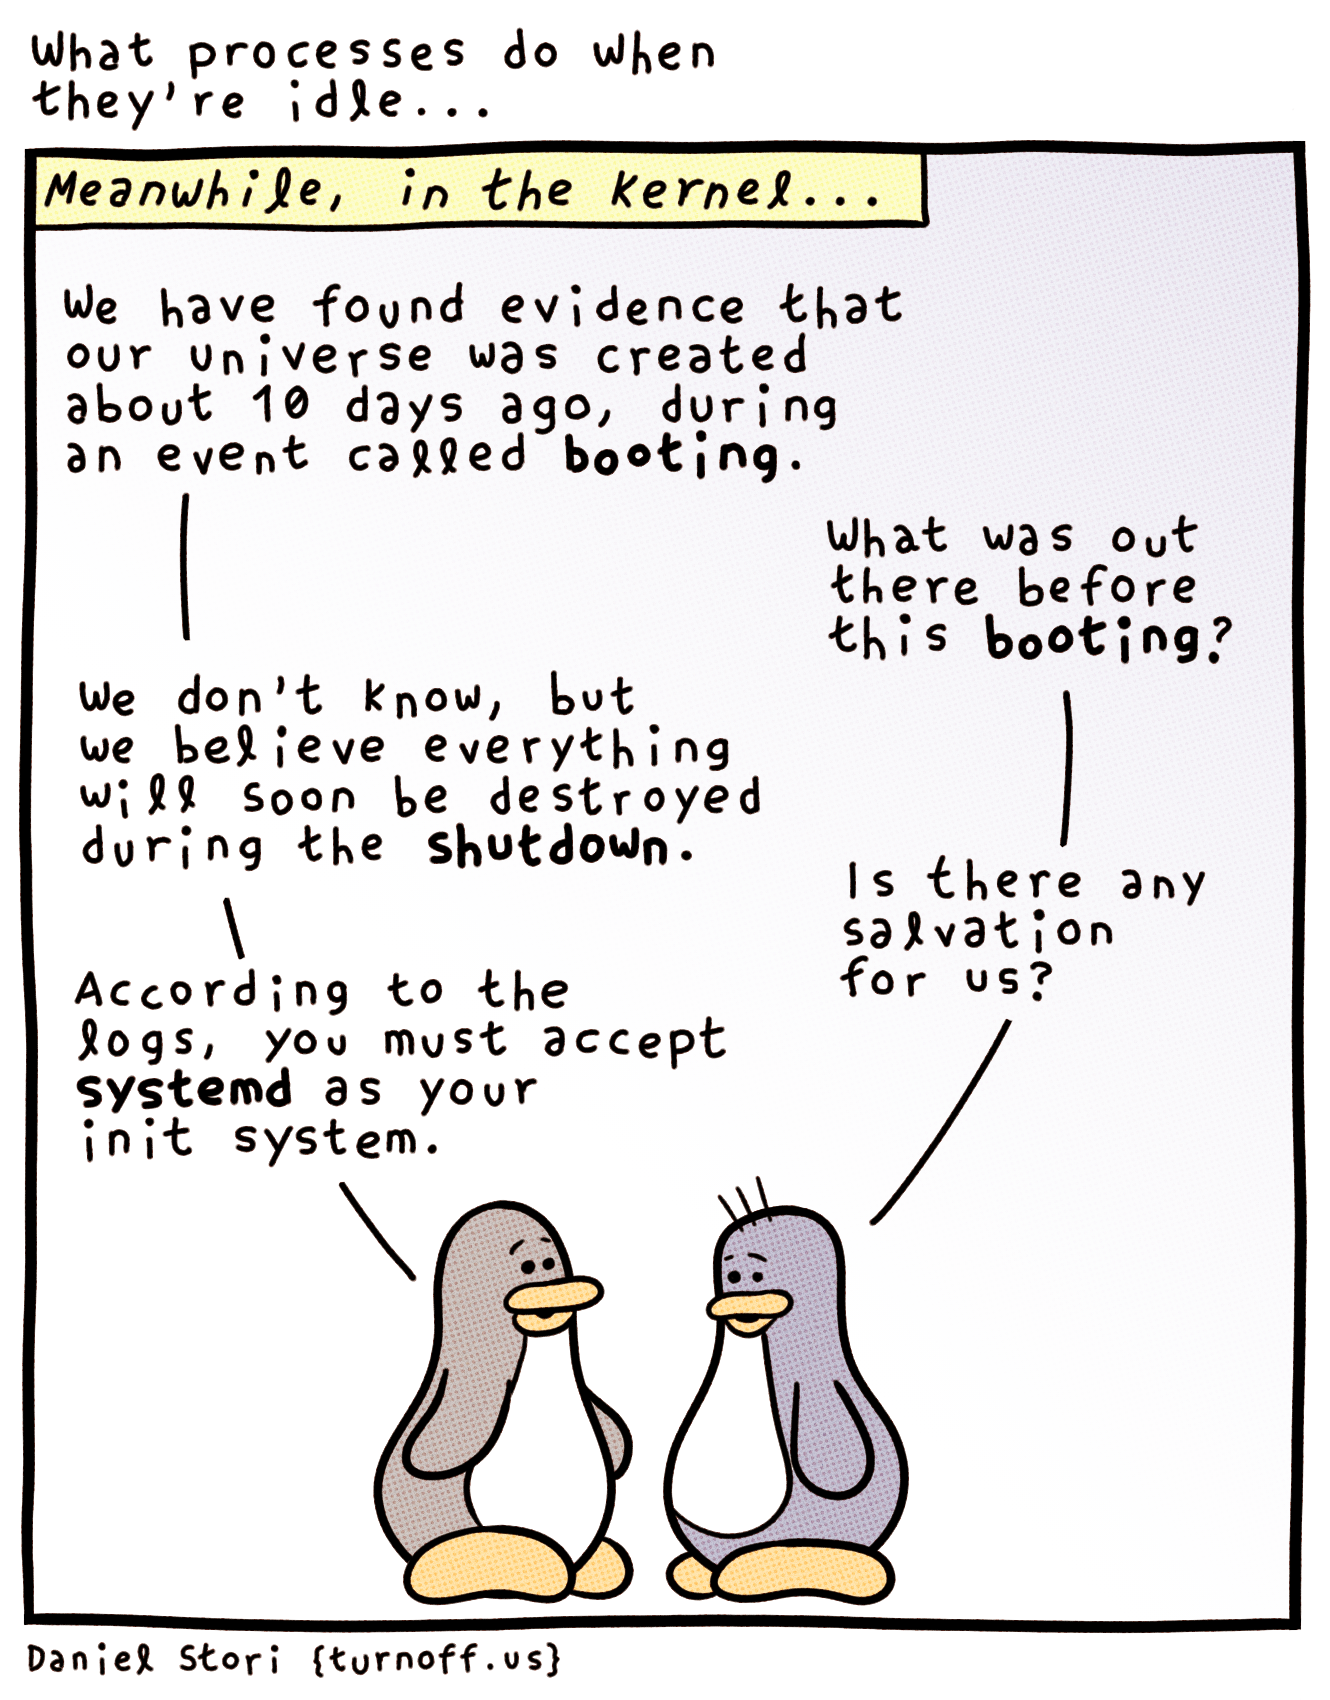 What processes do when
they're idle...
Meanwhile, in the kernel...
We have found evidence that
our universe was created
about 10 days ago, during
an event called booting.
What was out
there before
this booting?
We don't know, but
we believe everything
will soon be destroyed
during the shutdown.
Is there any
salvation
for us?
According to the
logs, you must accept
systemd as your
init system.
Daniel Stori {turnoff.us}